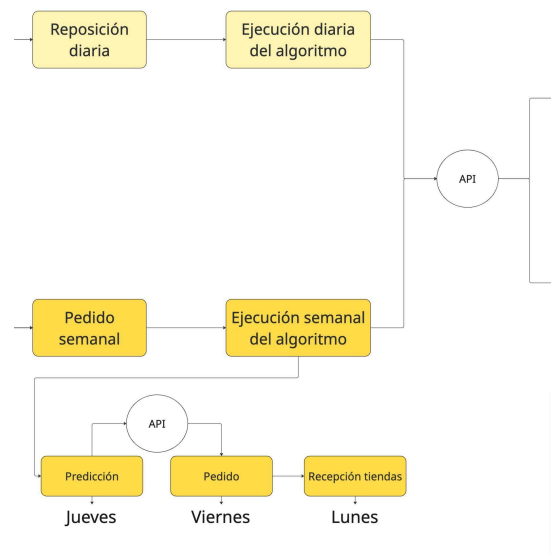 Reposición
diaria
Ejecución diaria
del algoritmo
API
Pedido
semanal
Ejecución semanal
del algoritmo
API
Predicción
Pedido
Recepción tiendas
Jueves
Viernes
Lunes